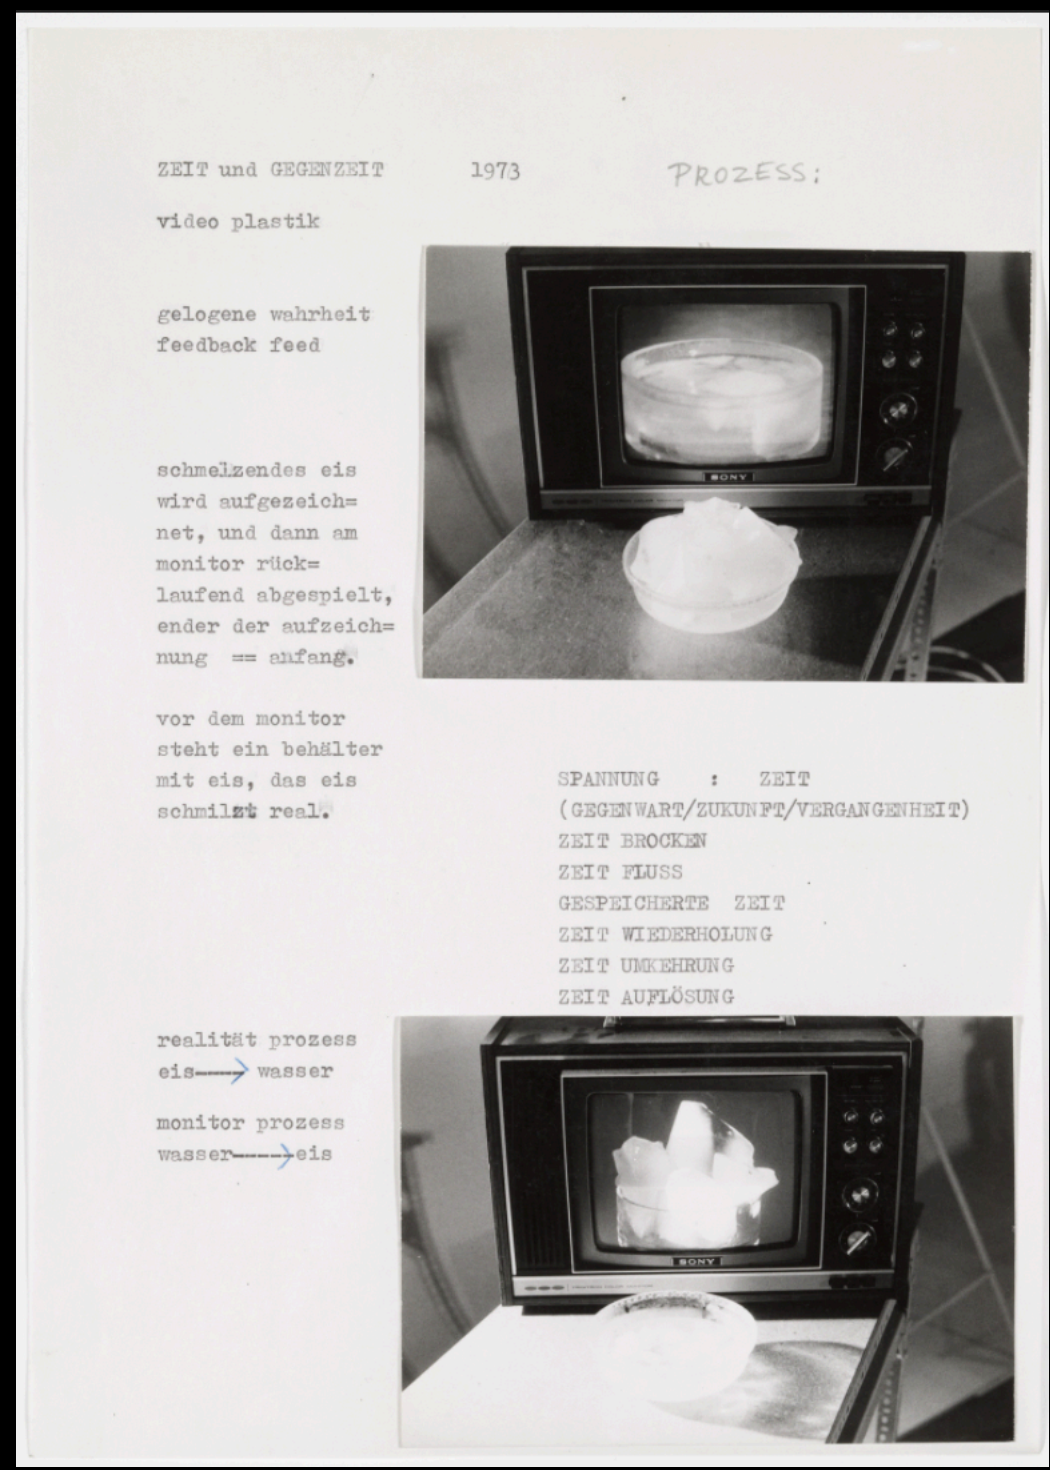 ZEIT und GEGENZEIT 1973 PROZESS:
video plastik
gelogene wahrheit
feedback feed
schmelzendes eis
wird aufgezeich=
net, und dann am
monitor rück=
laufend abgespielt,
ender der aufzeich=
nung == anfang.
vor dem monitor
steht ein behälter
mit eis, das eis
schmilzt real.
SONY
SPANNUNG : ZEIT
(GEGENWART/ZUKUNFT/VERGANGENHEIT)
ZEIT BROCKEN
ZEIT FLUSS
GESPEICHERTE ZEIT
ZEIT WIEDERHOLUNG
ZEIT UMKEHRUNG
ZEIT AUFLÖSUNG
realität prozess
eis----> wasser
monitor prozess
wasser----->eis
SONY